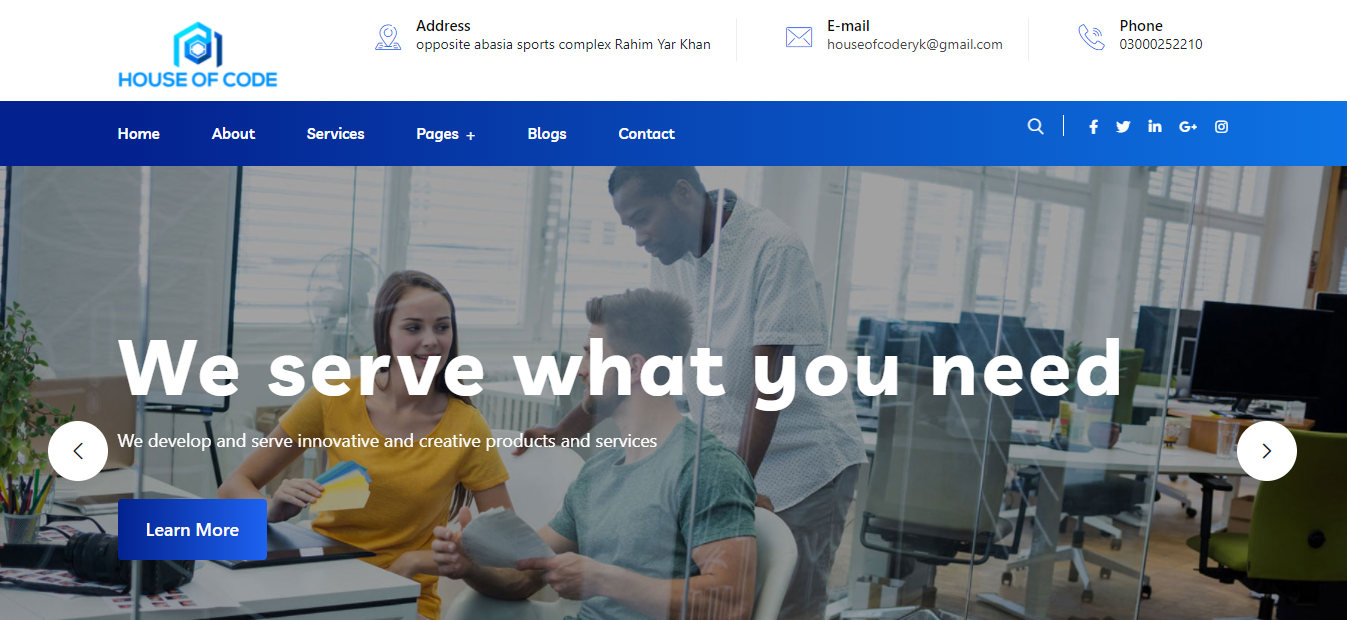 HOUSE OF CODE
Address
opposite abasia sports complex Rahim Yar Khan
E-mail
houseofcoderyk@gmail.com
Phone
03000252210
Home About Services Pages + Blogs Contact
We serve what you need
We develop and serve innovative and creative products and services
Learn More